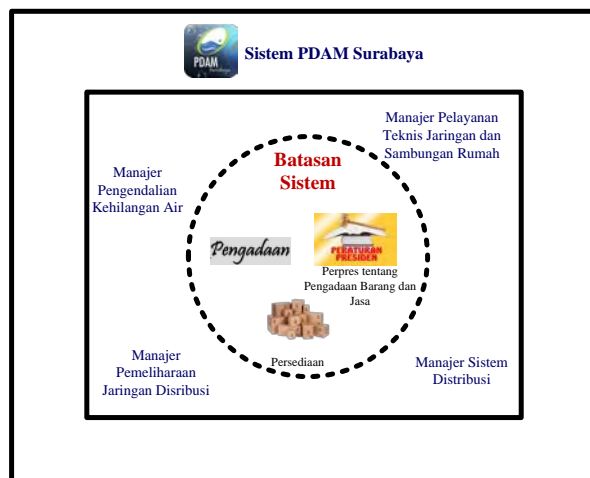 PDAM
Surabaya
Sistem PDAM Surabaya
Manajer Pelayanan
Teknis Jaringan dan
Sambungan Rumah
Batasan
Sistem
Manajer
Pengendalian
Kehilangan Air
Pengadaan
PERATURAN
PRESIDEN
Perpres tentang
Pengadaan Barang dan
Jasa
Persediaan
Manajer
Pemeliharaan
Jaringan Disribusi
Manajer Sistem
Distribusi